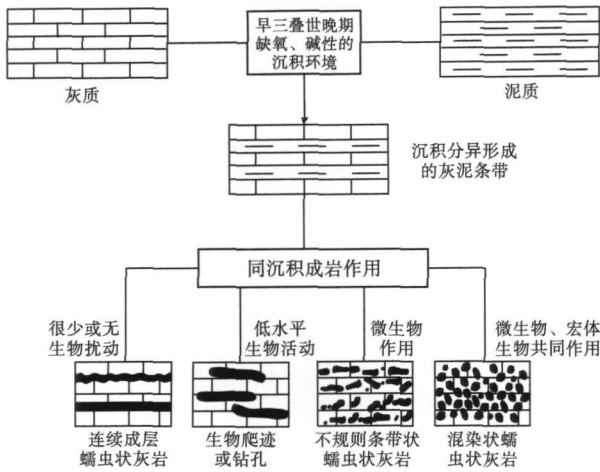 早三叠世晚期
缺氧、碱性的
沉积环境
灰质
泥质
沉积分异形成
的灰泥条带
同沉积成岩作用
很少或无
生物扰动
低水平
生物活动
微生物
作用
微生物、宏体
生物共同作用
连续成层
蠕虫状灰岩
生物爬迹
或钻孔
不规则条带状
蠕虫状灰岩
混染状蠕
虫状灰岩